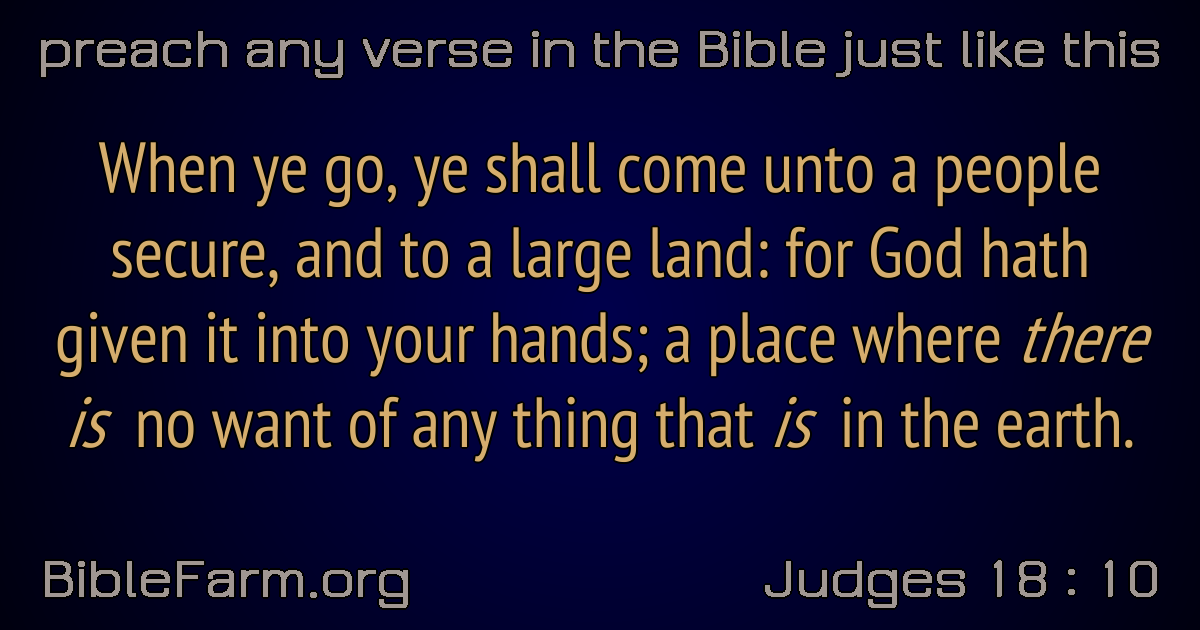 preach any verse in the Bible just like this
When ye go, ye shall come unto a people
secure, and to a large land: for God hath
given it into your hands; a place where there
is no want of any thing that is in the earth.
BibleFarm.org
Judges 18 : 10